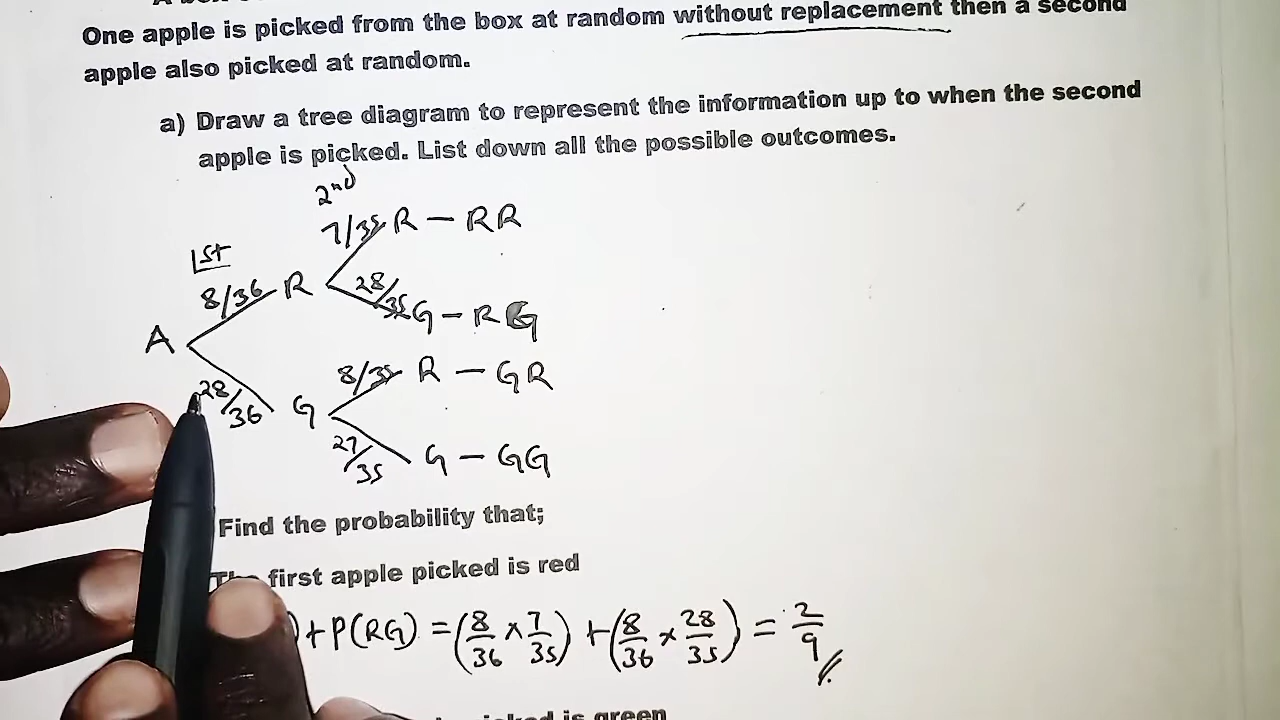 One apple is picked from the box at random without replacement then a second
apple also picked at random.
a) Draw a tree diagram to represent the information up to when the second
apple is picked. List down all the possible outcomes.
2nd
7/35 R — RR
1st
8/36 R
28/35 G — RG
A
8/35 R — GR
28/36 G
27/35 G — GG
Find the probability that;
first apple picked is red
) + P(RG) = (8/36 × 7/35) + (8/36 × 28/35) = 2/9
picked is green